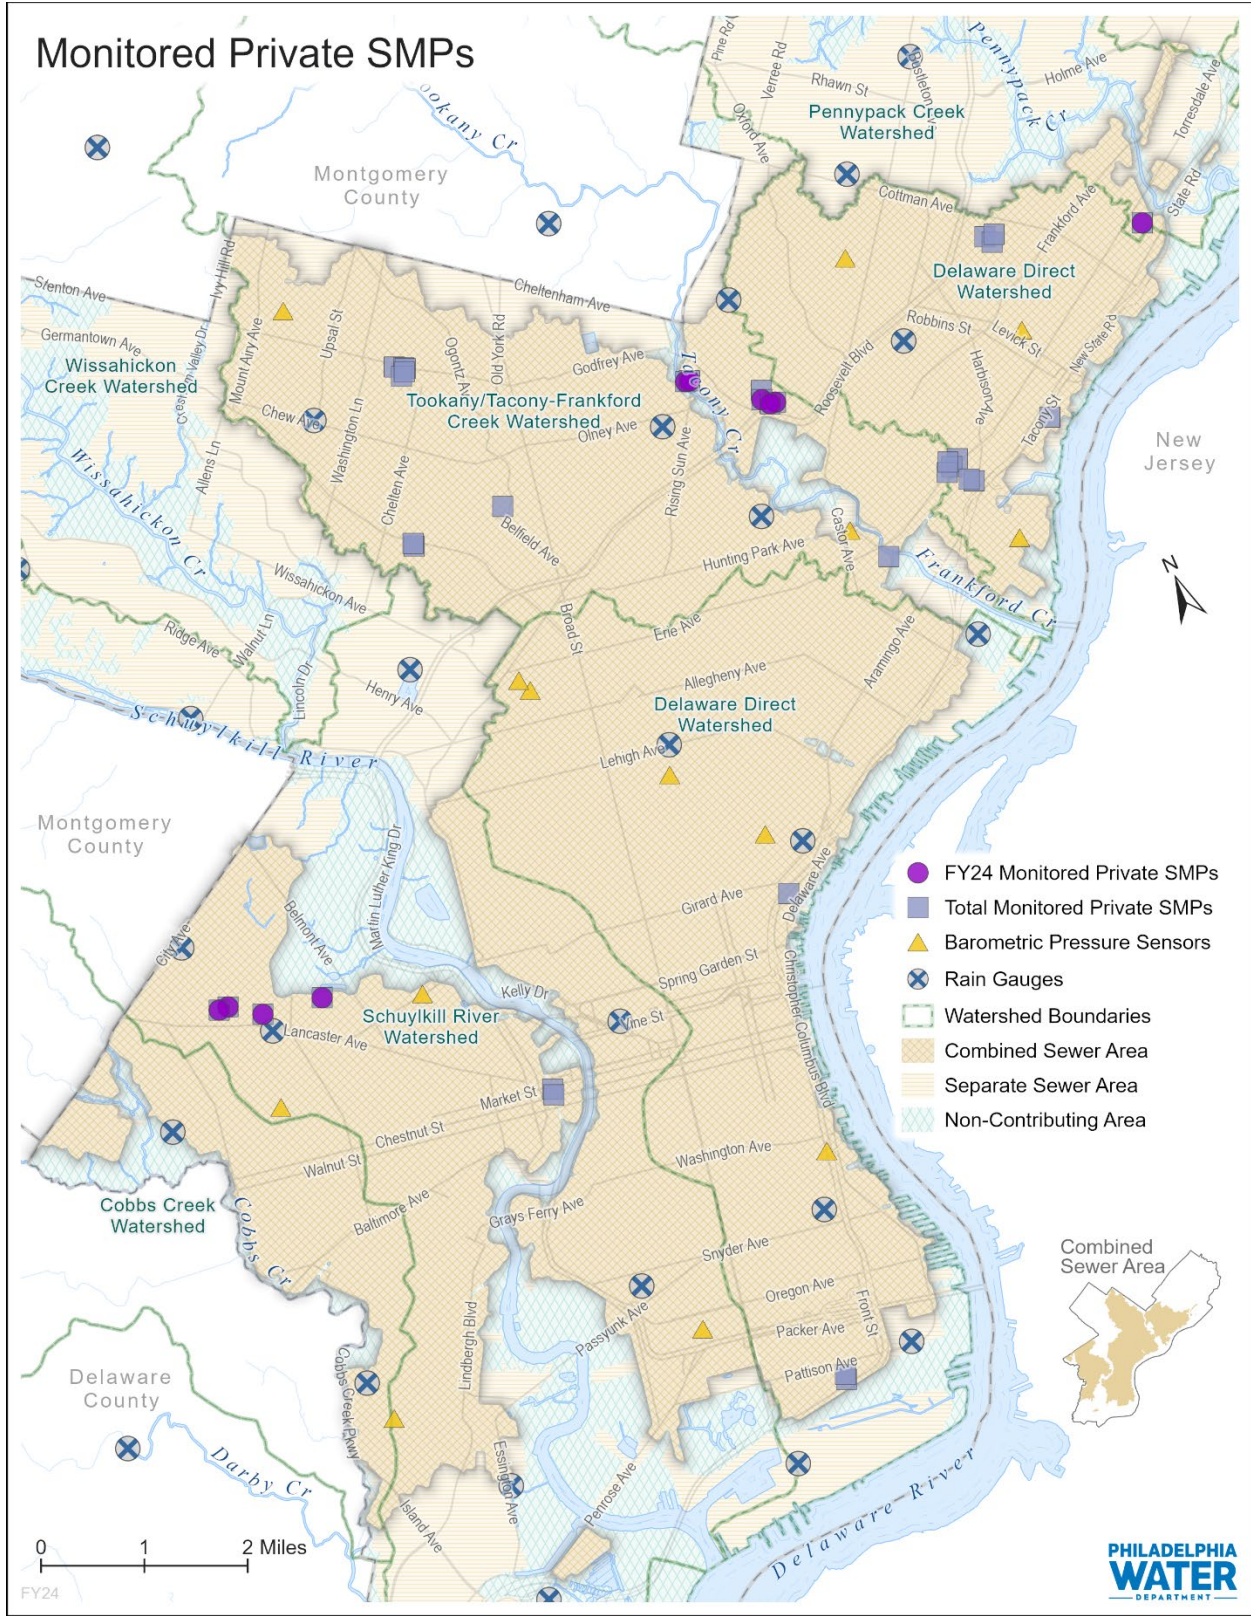 Monitored Private SMPs
Pine Rd
Verree Rd
Bustleton
Pennypack Cr
Holme Ave
Rhawn St
Torresdale Ave
Oxford Ave
Pennypack Creek
Watershed
ookany Cr
Montgomery
County
Cottman Ave
Frankford Ave
State Rd
Ivy Hill Rd
Delaware Direct
Watershed
Stenton Ave
Cheltenham Ave
Germantown Ave
Upsal St
Old York Rd
Robbins St
Levick St
New State Rd
Wissahickon
Creek Watershed
Mount Airy Ave
Ogontz Av
Godfrey Ave
Tacony Cr
Roosevelt Blvd
Harbison Ave
Valley Dr
Tookany/Tacony-Frankford
Creek Watershed
Chew Ave
Washington Ln
Olney Ave
Tacony St
New
Jersey
Allens Ln
Wissahickon Cr
Chelten Ave
Rising Sun Ave
Belfield Ave
Castor Ave
Hunting Park Ave
Frankford Cr
N
Wissahickon Ave
Ridge Ave
Walnut Ln
Lincoln Dr
Broad St
Erie Ave
Aramingo Ave
Henry Ave
Allegheny Ave
Delaware Direct
Watershed
Schuylkill River
Lehigh Ave
Montgomery
County
Martin Luther King Dr
Delaware Ave
Girard Ave
FY24 Monitored Private SMPs
Total Monitored Private SMPs
Barometric Pressure Sensors
Rain Gauges
Watershed Boundaries
Combined Sewer Area
Separate Sewer Area
Non-Contributing Area
City Ave
Belmont Ave
Spring Garden St
Christopher Columbus Blvd
Kelly Dr
Vine St
Schuylkill River
Watershed
Lancaster Ave
Market St
Chestnut St
Walnut St
Washington Ave
Cobbs Creek
Watershed
Cobbs Cr
Baltimore Ave
Grays Ferry Ave
Snyder Ave
Combined
Sewer Area
Oregon Ave
Front St
Lindbergh Blvd
Passyunk Ave
Packer Ave
Pattison Ave
Delaware
County
Cobbs Creek Pkwy
Darby Cr
Essington Ave
Penrose Ave
Island Ave
Delaware River
0 1 2 Miles
FY24
PHILADELPHIA
WATER
DEPARTMENT